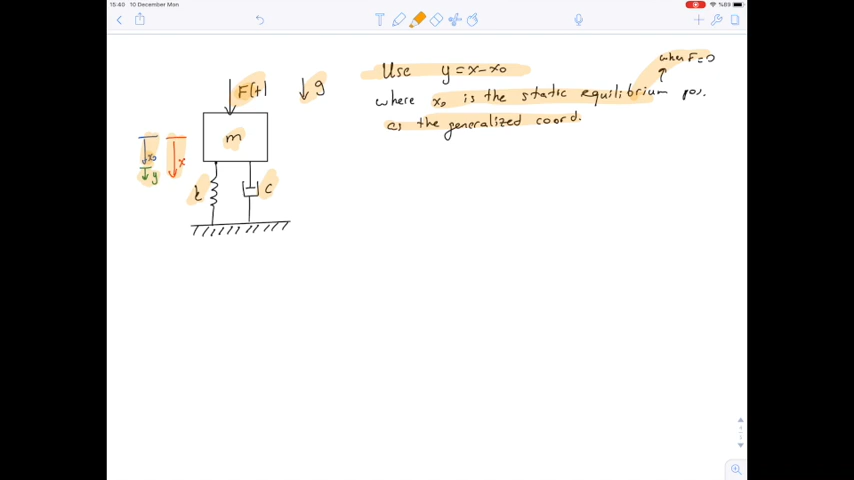 15:40 10 December Mon
%89
when F=0
Use y = x - x₀
F(t) g
where x₀ is the static equilibrium pos.
as the generalized coord.
m
x₀ x
y
k c